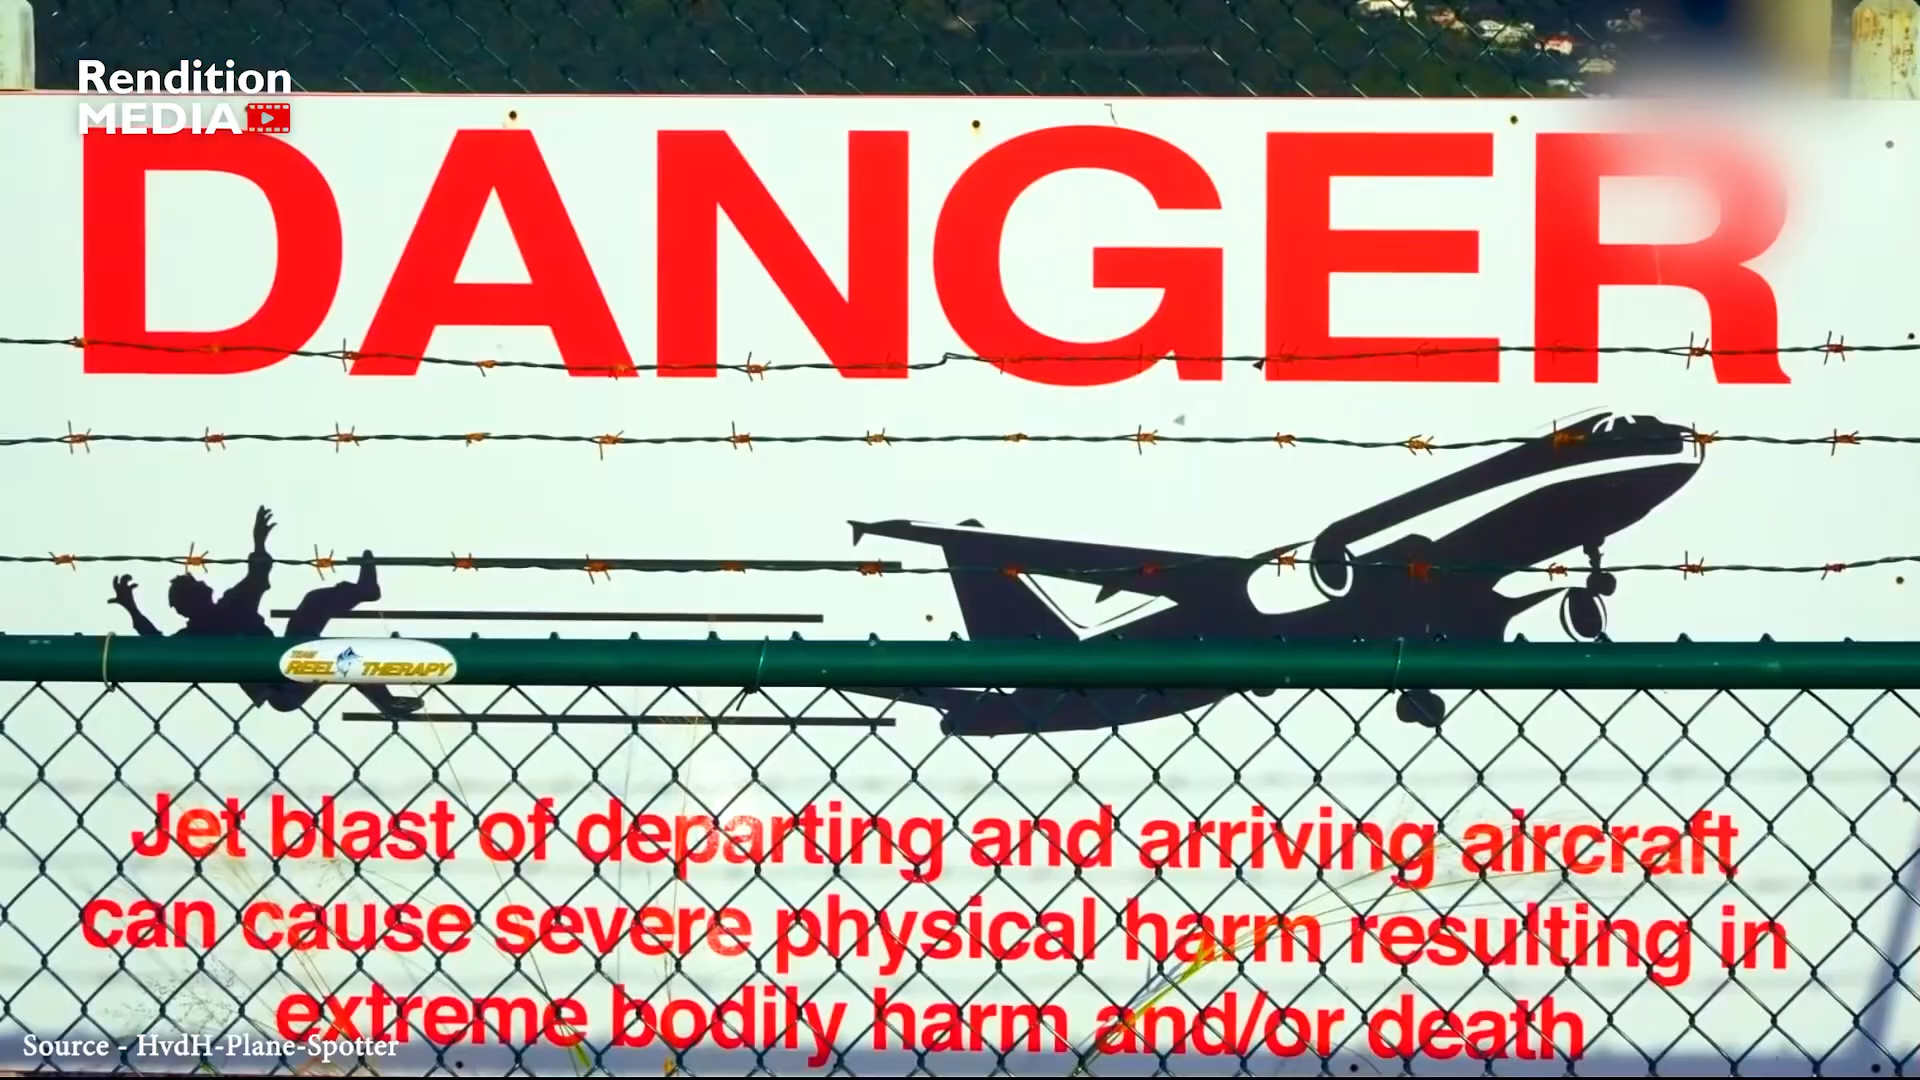 Rendition
MEDIA
DANGER
TEAM
REEL THERAPY
Jet blast of departing and arriving aircraft
can cause severe physical harm resulting in
extreme bodily harm and/or death
Source - HvdH-Plane-Spotter